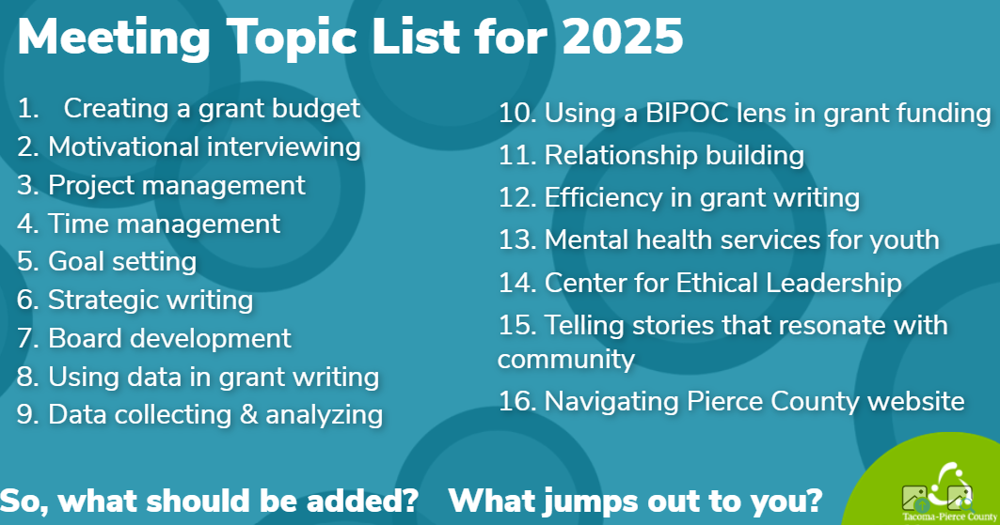 Meeting Topic List for 2025
1. Creating a grant budget
2. Motivational interviewing
3. Project management
4. Time management
5. Goal setting
6. Strategic writing
7. Board development
8. Using data in grant writing
9. Data collecting & analyzing
10. Using a BIPOC lens in grant funding
11. Relationship building
12. Efficiency in grant writing
13. Mental health services for youth
14. Center for Ethical Leadership
15. Telling stories that resonate with
community
16. Navigating Pierce County website
So, what should be added? What jumps out to you?
Tacoma-Pierce County